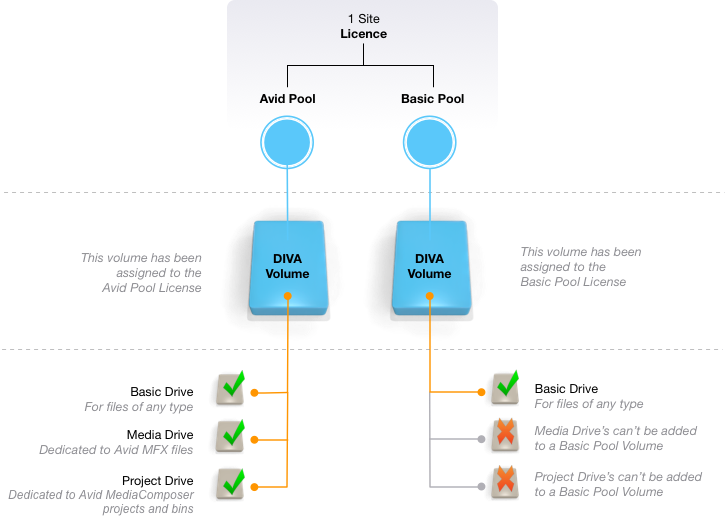 1 Site
Licence
Avid Pool
Basic Pool
DIVA
Volume
DIVA
Volume
This volume has been
assigned to the
Avid Pool License
This volume has been
assigned to the
Basic Pool License
Basic Drive
For files of any type
Media Drive
Dedicated to Avid MFX files
Project Drive
Dedicated to Avid MediaComposer
projects and bins
Basic Drive
For files of any type
Media Drive's can't be added
to a Basic Pool Volume
Project Drive's can't be added
to a Basic Pool Volume